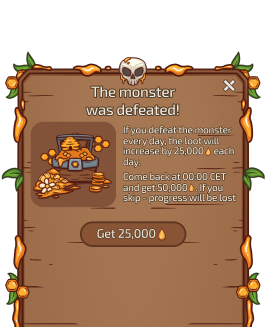 The monster
was defeated!
If you defeat the monster
every day, the loot will
increase by 25,000 each
day.
Come back at 00:00 CET
and get 50,000. If you
skip - progress will be lost
Get 25,000